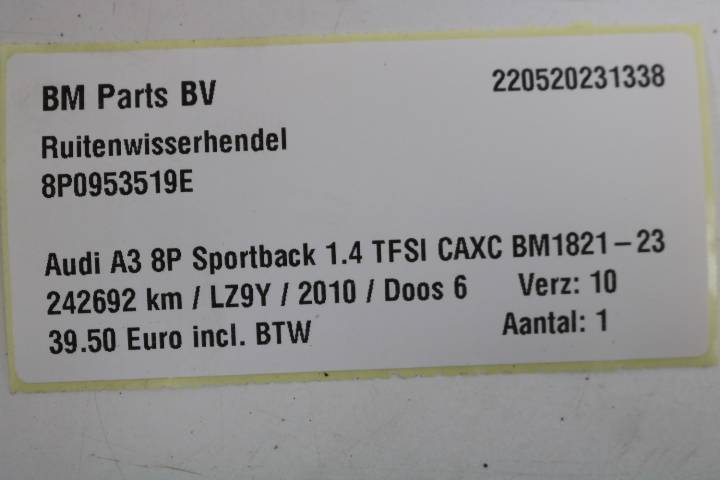 BM Parts BV 220520231338
Ruitenwisserhendel
8P0953519E
Audi A3 8P Sportback 1.4 TFSI CAXC BM1821-23
242692 km / LZ9Y / 2010 / Doos 6 Verz: 10
39.50 Euro incl. BTW Aantal: 1